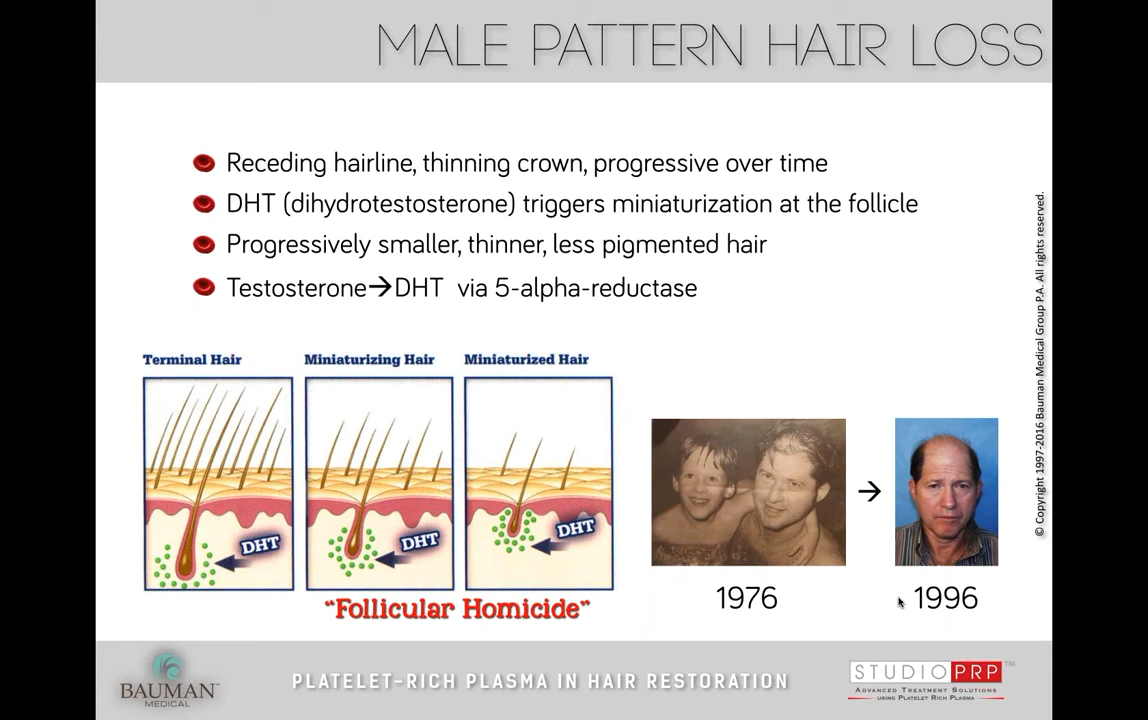 MALE PATTERN HAIR LOSS
Receding hairline, thinning crown, progressive over time
DHT (dihydrotestosterone) triggers miniaturization at the follicle
Progressively smaller, thinner, less pigmented hair
Testosterone→DHT via 5-alpha-reductase
Terminal Hair
Miniaturizing Hair
Miniaturized Hair
DHT
DHT
DHT
"Follicular Homicide"
→
1976
1996
© Copyright 1997-2016 Bauman Medical Group P.A. All rights reserved.
BAUMAN™
MEDICAL
PLATELET-RICH PLASMA IN HAIR RESTORATION
STUDIO PRP™
ADVANCED TREATMENT SOLUTIONS
USING PLATELET RICH PLASMA